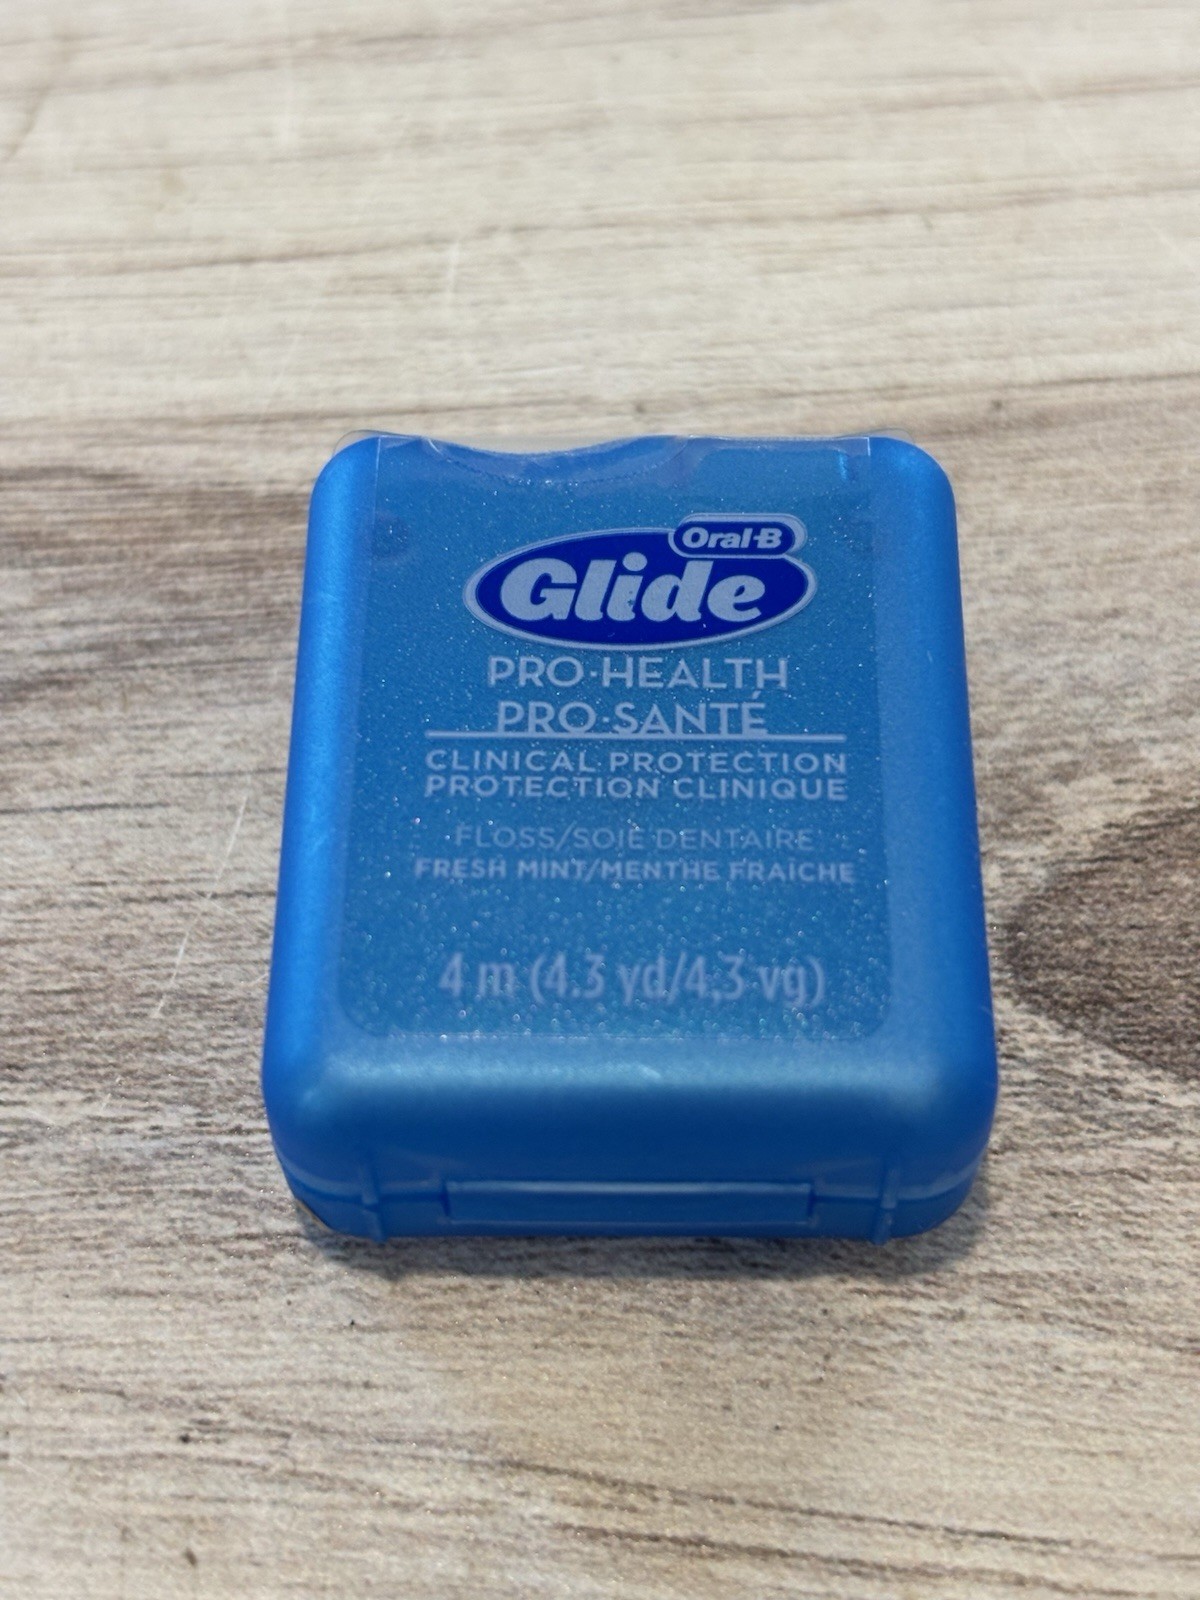 Oral-B
Glide
PRO·HEALTH
PRO·SANTÉ
CLINICAL PROTECTION
PROTECTION CLINIQUE
FLOSS/SOIE DENTAIRE
FRESH MINT/MENTHE FRAÎCHE
4 m (4.3 yd/4,3 vg)